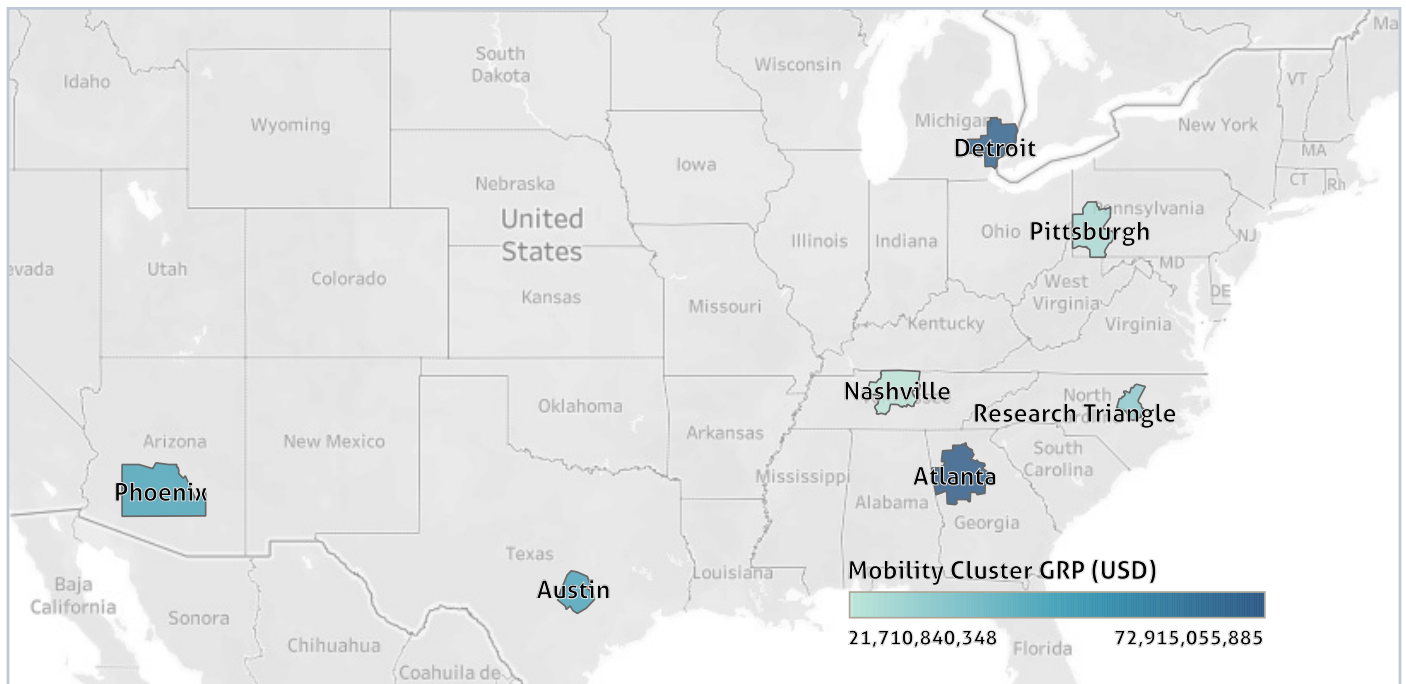 Ma
Idaho
South
Dakota
Wisconsin
VT
Wyoming
Michigan
New York
Detroit
MA
Iowa
Nebraska
CT
Rh
United
States
Pennsylvania
Ohio
Pittsburgh
NJ
Illinois
Indiana
evada
Utah
Colorado
MD
Kansas
West
Virginia
DE
Missouri
Kentucky
Virginia
Nashville
North
Research Triangle
Oklahoma
Arkansas
Arizona
New Mexico
South
Carolina
Mississippi
Atlanta
Phoenix
Alabama
Georgia
Texas
Louisiana
Austin
Baja
California
Sonora
Chihuahua
Coahuila de
Mobility Cluster GRP (USD)
21,710,840,348
72,915,055,885
Florida